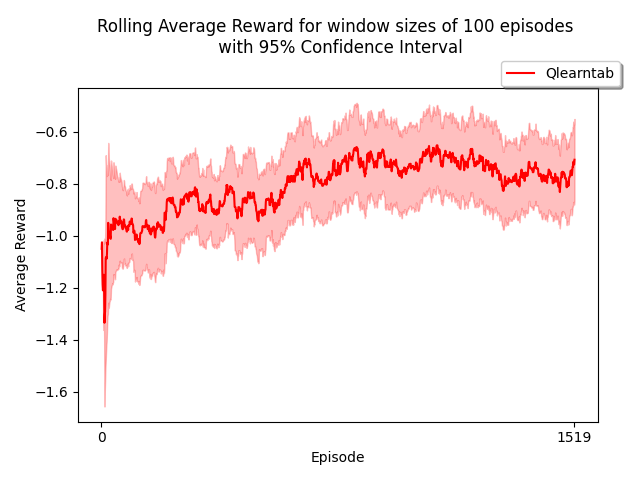 Rolling Average Reward for window sizes of 100 episodes
with 95% Confidence Interval
Qlearntab
−0.6
−0.8
−1.0
−1.2
−1.4
−1.6
Average Reward
0
1519
Episode